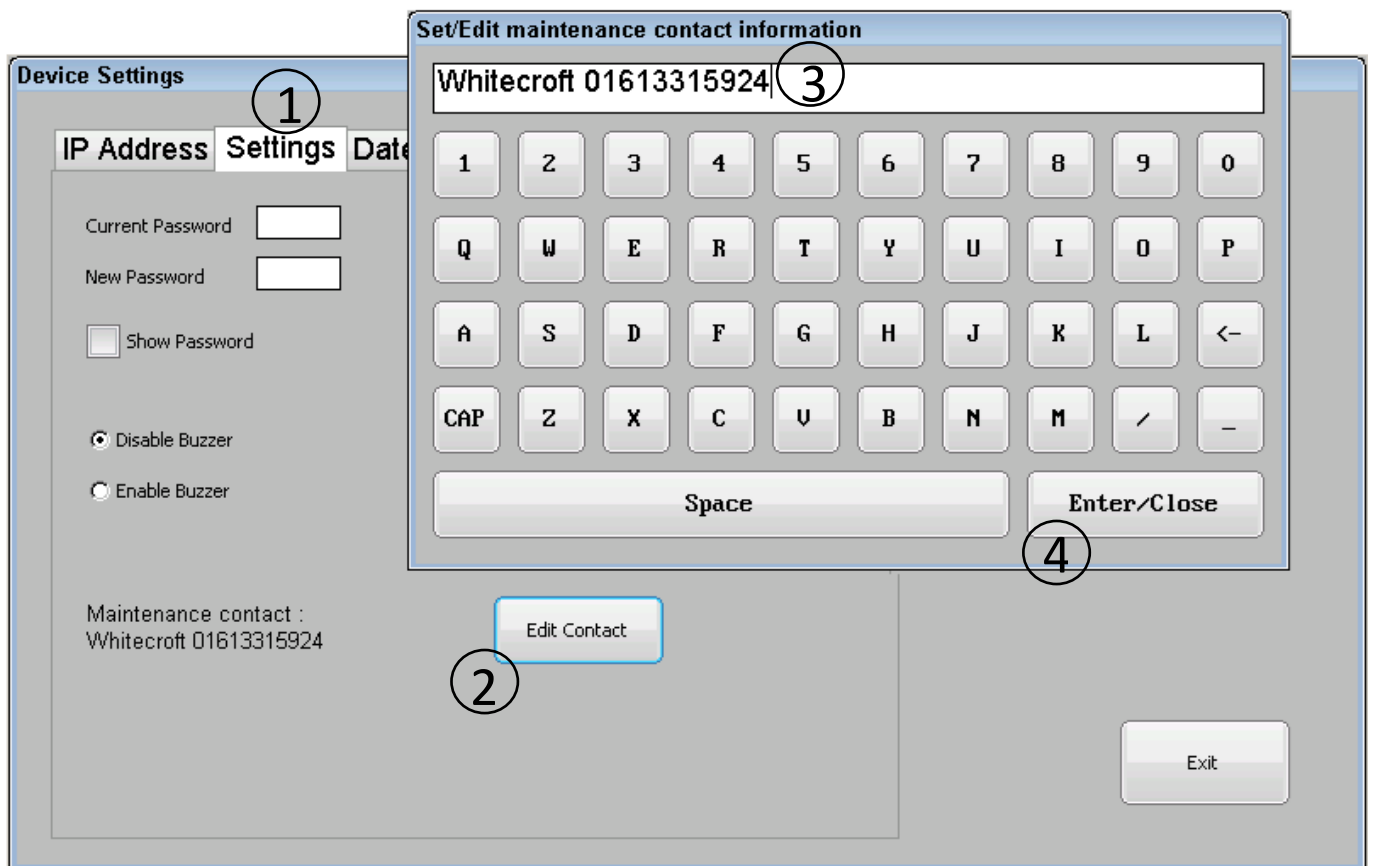 Set/Edit maintenance contact information
Whitecroft 01613315924
3
1 2 3 4 5 6 7 8 9 0
Q W E R T Y U I O P
A S D F G H J K L <-
CAP Z X C V B N M / _
Space Enter/Close
4
Device Settings
1
IP Address Settings Date
Current Password
New Password
Show Password
Disable Buzzer
Enable Buzzer
Maintenance contact :
Whitecroft 01613315924
Edit Contact
2
Exit